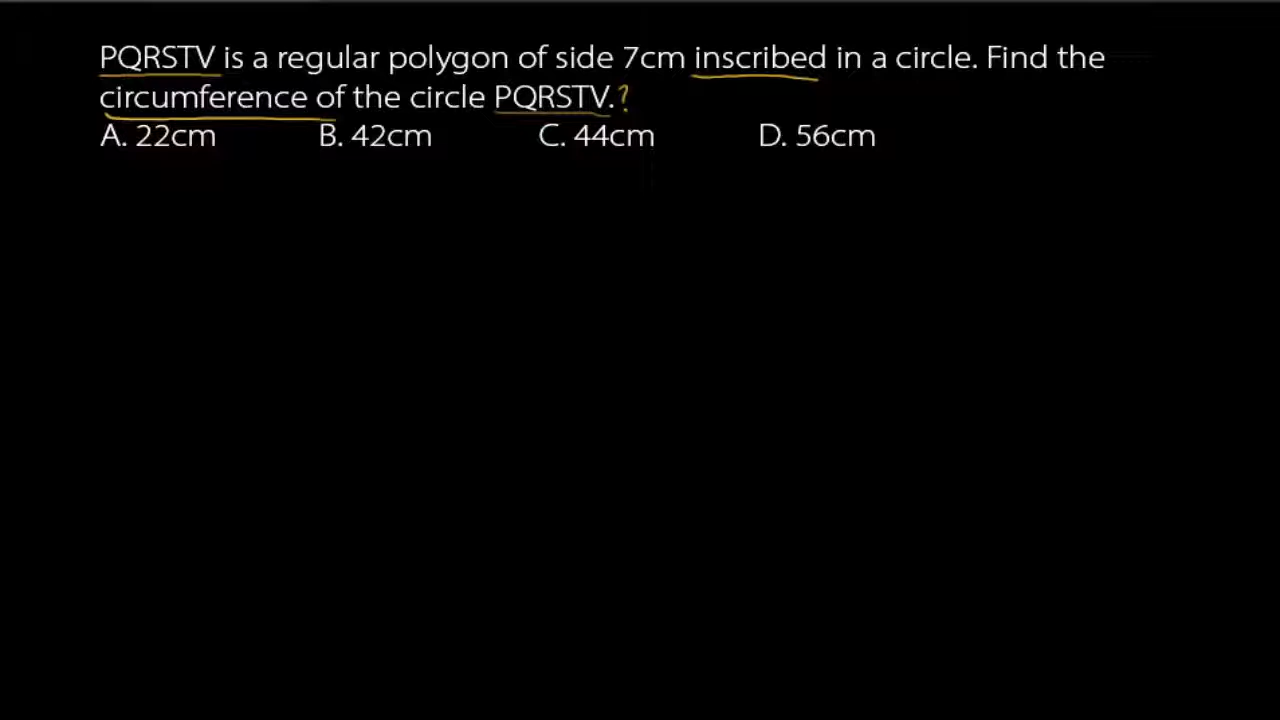 PQRSTV is a regular polygon of side 7cm inscribed in a circle. Find the
circumference of the circle PQRSTV.?
A. 22cm B. 42cm C. 44cm D. 56cm